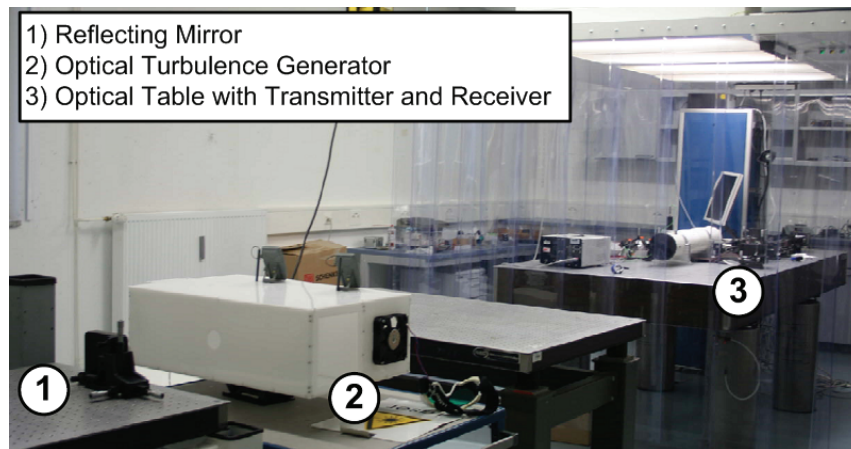 1) Reflecting Mirror
2) Optical Turbulence Generator
3) Optical Table with Transmitter and Receiver
3
1
2